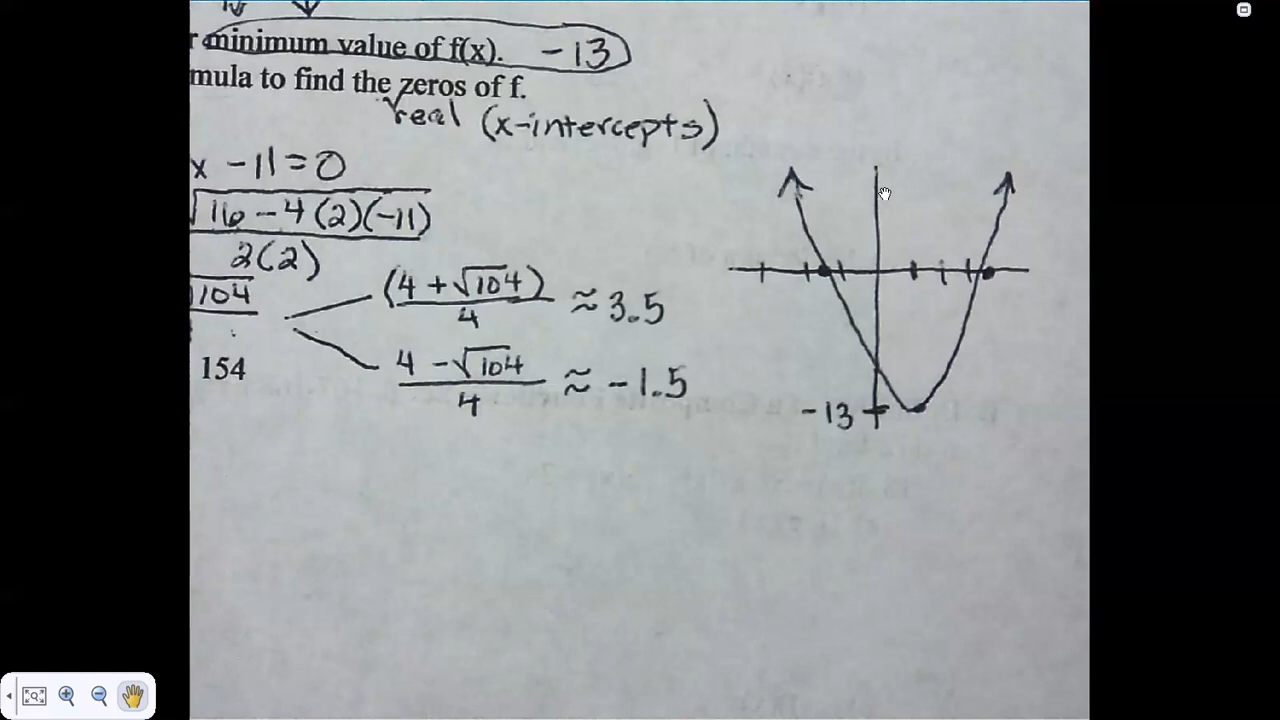 minimum value of f(x). -13
mula to find the zeros of f.
real (x-intercepts)
x -11=0
√16-4(2)(-11)
2(2)
√104
(4+√104)
4
≈ 3.5
154
4-√104
4
≈ -1.5
-13